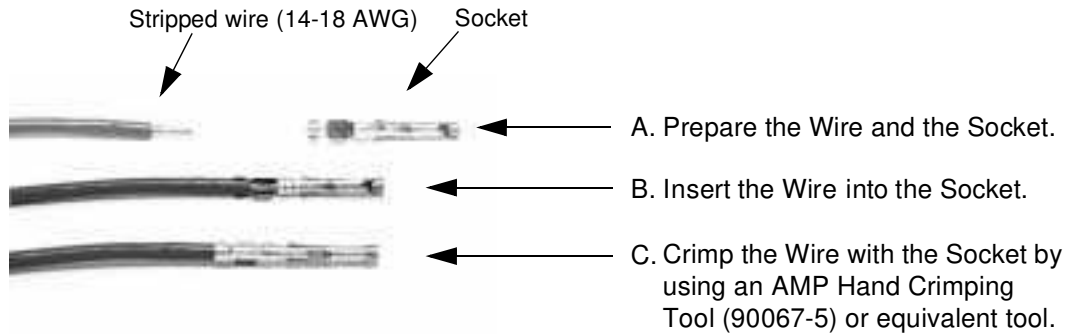 Stripped wire (14-18 AWG)
Socket
A. Prepare the Wire and the Socket.
B. Insert the Wire into the Socket.
C. Crimp the Wire with the Socket by
using an AMP Hand Crimping
Tool (90067-5) or equivalent tool.